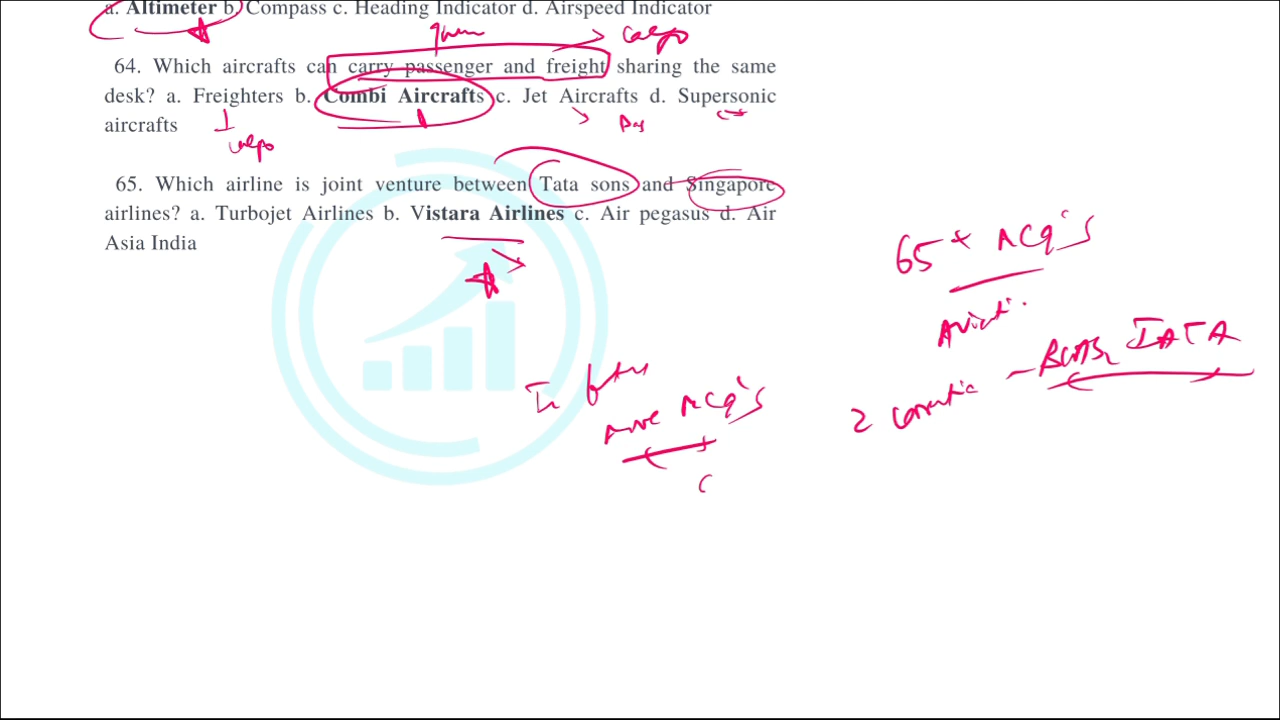 a. Altimeter b. Compass c. Heading Indicator d. Airspeed Indicator
cargo
64. Which aircrafts can carry passenger and freight sharing the same
desk? a. Freighters b. Combi Aircrafts c. Jet Aircrafts d. Supersonic
aircrafts
65. Which airline is joint venture between Tata sons and Singapore
airlines? a. Turbojet Airlines b. Vistara Airlines c. Air pegasus d. Air
Asia India
65+ MCQ's
IATA
more MCQ's
2